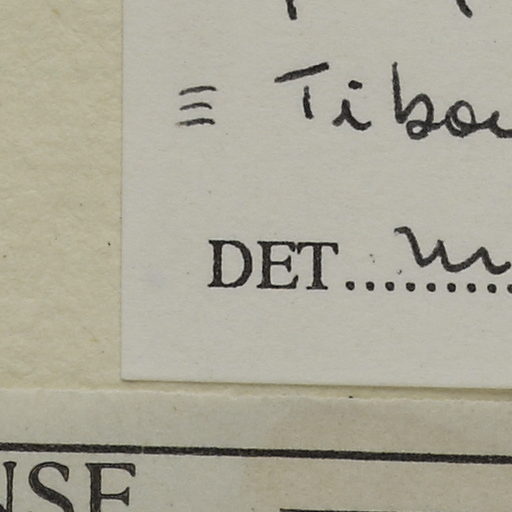 ≡ Tibou
DET....
NSE